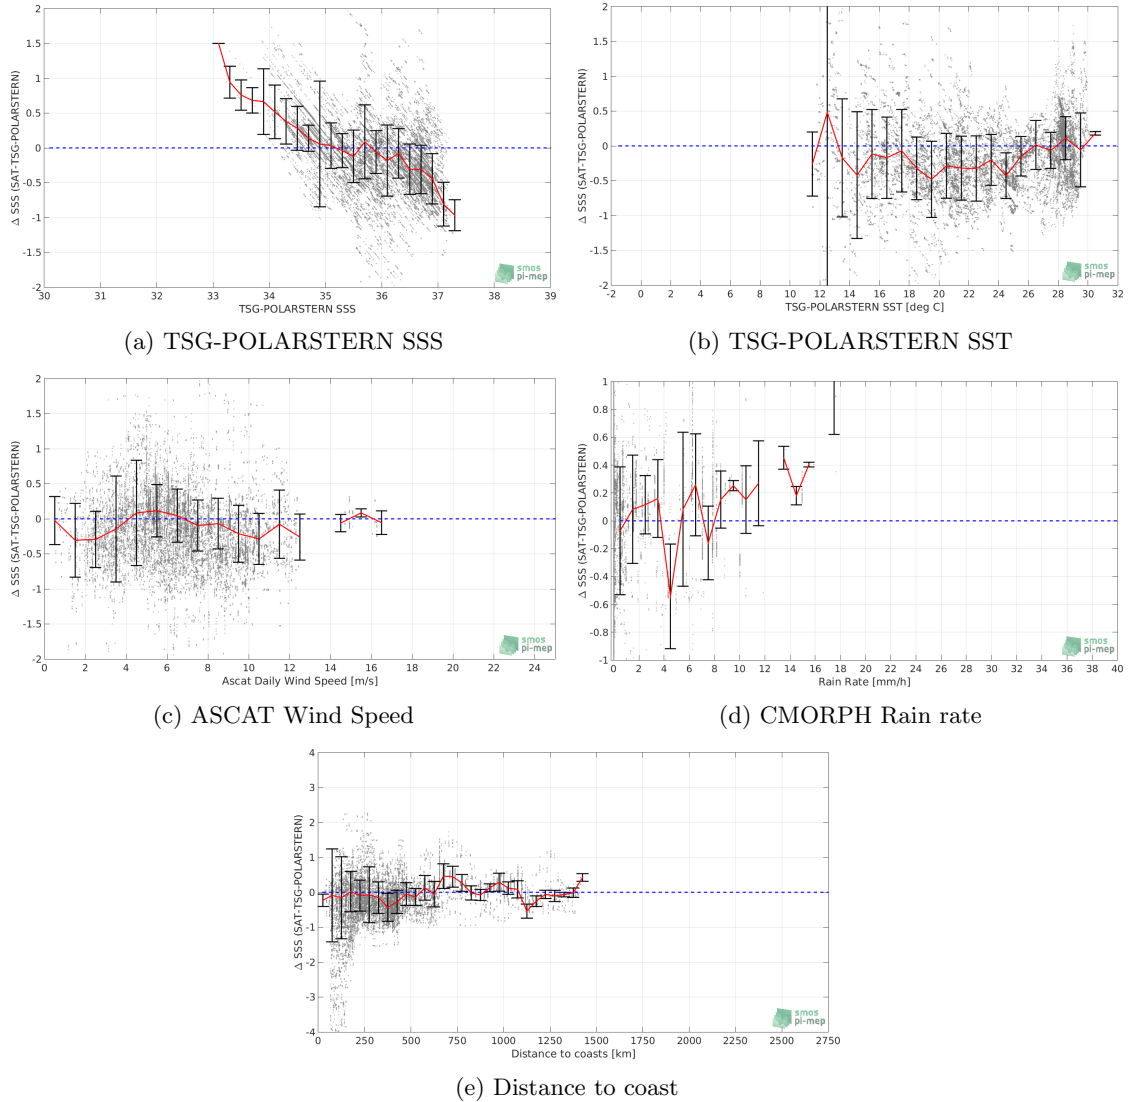 2
1.5
1
0.5
0
-0.5
-1
-1.5
-2
Δ SSS (SAT-TSG-POLARSTERN)
30 31 32 33 34 35 36 37 38 39
TSG-POLARSTERN SSS
smos
pi-mep
(a) TSG-POLARSTERN SSS
2
1.5
1
0.5
0
-0.5
-1
-1.5
-2
Δ SSS (SAT-TSG-POLARSTERN)
-2 0 2 4 6 8 10 12 14 16 18 20 22 24 26 28 30 32
TSG-POLARSTERN SST [deg C]
smos
pi-mep
(b) TSG-POLARSTERN SST
2
1.5
1
0.5
0
-0.5
-1
-1.5
-2
Δ SSS (SAT-TSG-POLARSTERN)
0 2 4 6 8 10 12 14 16 18 20 22 24
Ascat Daily Wind Speed [m/s]
smos
pi-mep
(c) ASCAT Wind Speed
1
0.8
0.6
0.4
0.2
0
-0.2
-0.4
-0.6
-0.8
-1
Δ SSS (SAT-TSG-POLARSTERN)
0 2 4 6 8 10 12 14 16 18 20 22 24 26 28 30 32 34 36 38 40
Rain Rate [mm/h]
smos
pi-mep
(d) CMORPH Rain rate
4
3
2
1
0
-1
-2
-3
-4
Δ SSS (SAT-TSG-POLARSTERN)
0 250 500 750 1000 1250 1500 1750 2000 2250 2500 2750
Distance to coasts [km]
smos
pi-mep
(e) Distance to coast